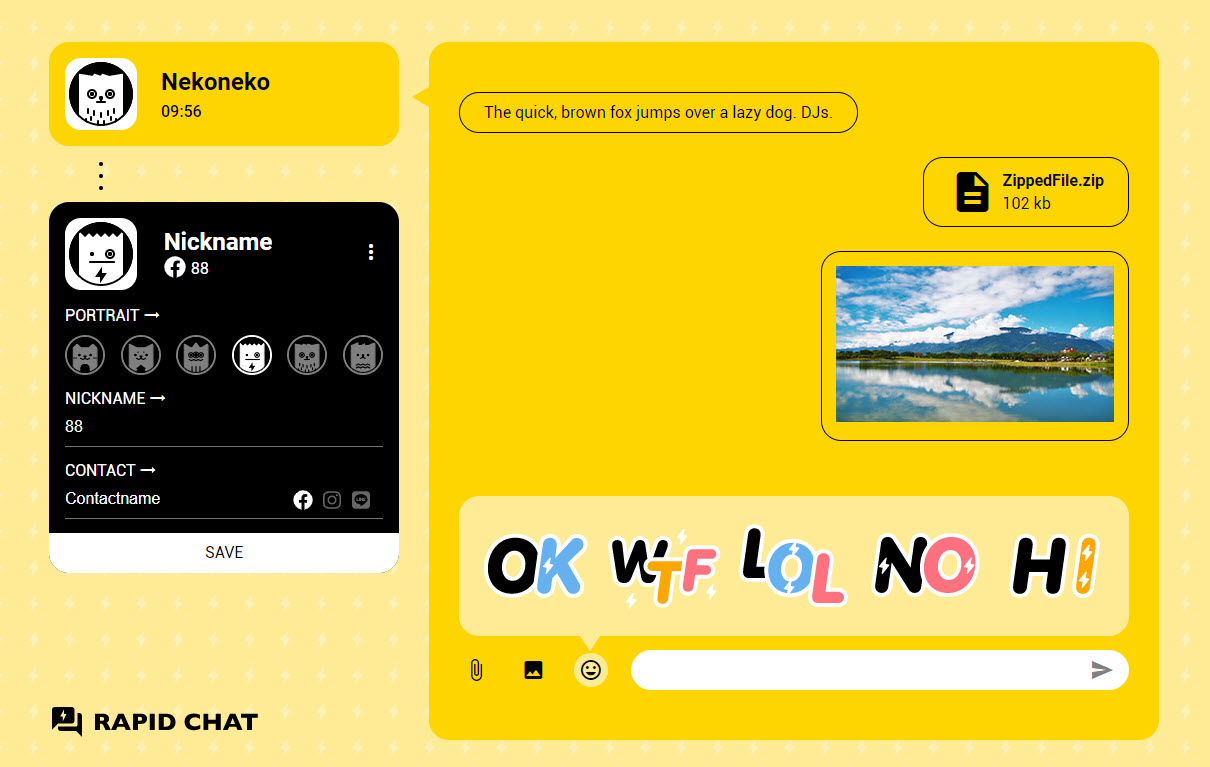 Nekoneko
09:56
Nickname
88
PORTRAIT
NICKNAME
88
CONTACT
Contactname
SAVE
RAPID CHAT
The quick, brown fox jumps over a lazy dog. DJs.
ZippedFile.zip
102 kb
OK WTF LOL NO HI